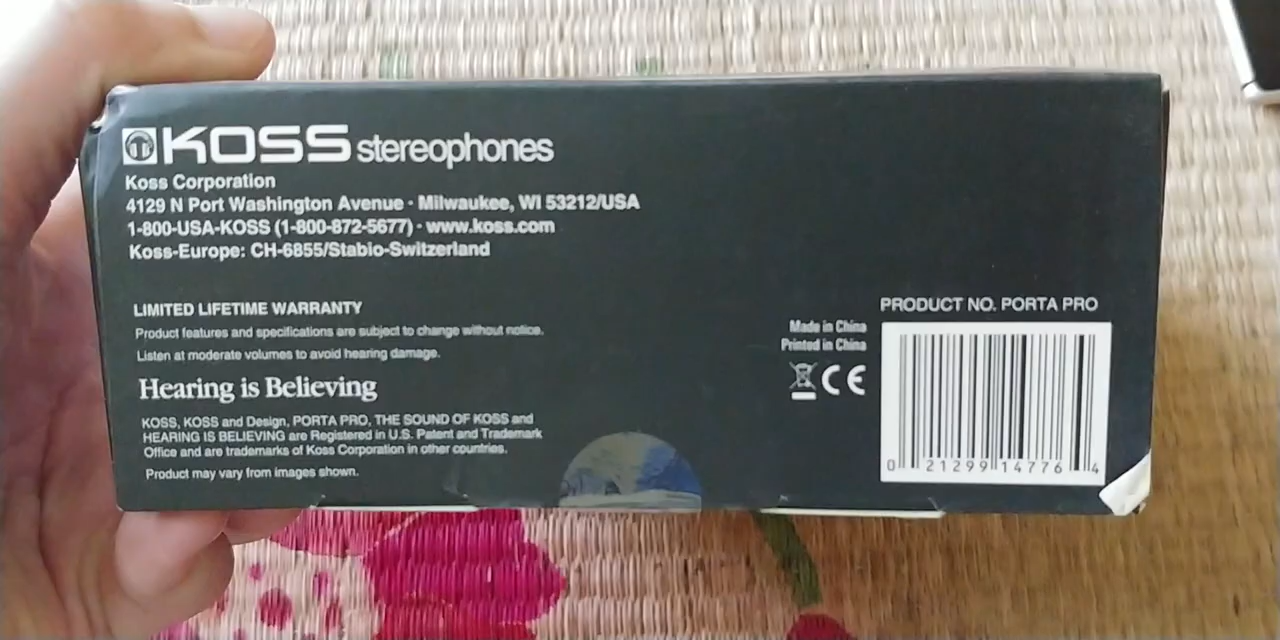 KOSS stereophones
Koss Corporation
4129 N Port Washington Avenue · Milwaukee, WI 53212/USA
1-800-USA-KOSS (1-800-872-5677) · www.koss.com
Koss-Europe: CH-6855/Stabio-Switzerland
LIMITED LIFETIME WARRANTY
Product features and specifications are subject to change without notice.
Listen at moderate volumes to avoid hearing damage.
Hearing is Believing
KOSS, KOSS and Design, PORTA PRO, THE SOUND OF KOSS and
HEARING IS BELIEVING are Registered in U.S. Patent and Trademark
Office and are trademarks of Koss Corporation in other countries.
Product may vary from images shown.
PRODUCT NO. PORTA PRO
Made in China
Printed in China
CE
0 21299 14776 4